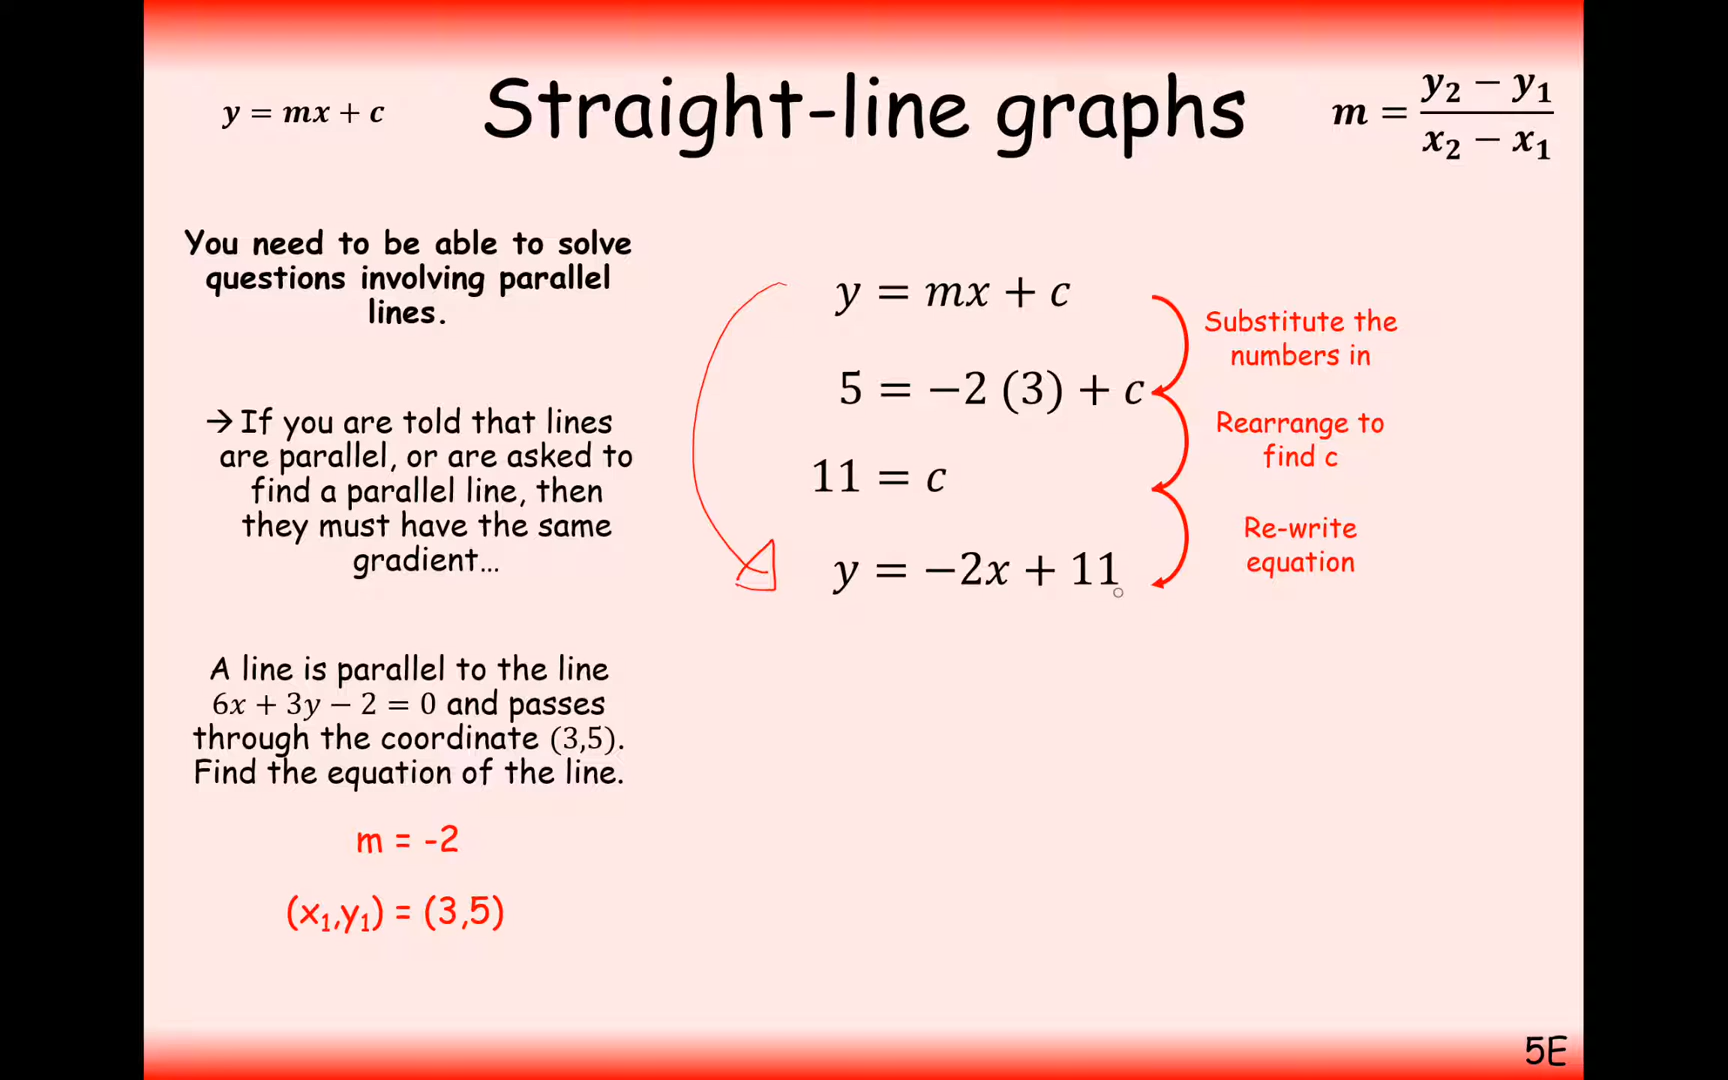 y = mx + c
Straight-line graphs
m = \frac{y₂ − y₁}{x₂ − x₁}
You need to be able to solve
questions involving parallel
lines.
→ If you are told that lines
are parallel, or are asked to
find a parallel line, then
they must have the same
gradient…
A line is parallel to the line
6x + 3y − 2 = 0 and passes
through the coordinate (3,5).
Find the equation of the line.
m = -2
(x₁,y₁) = (3,5)
y = mx + c
5 = −2 (3) + c
11 = c
y = −2x + 11
Substitute the
numbers in
Rearrange to
find c
Re-write
equation
5E